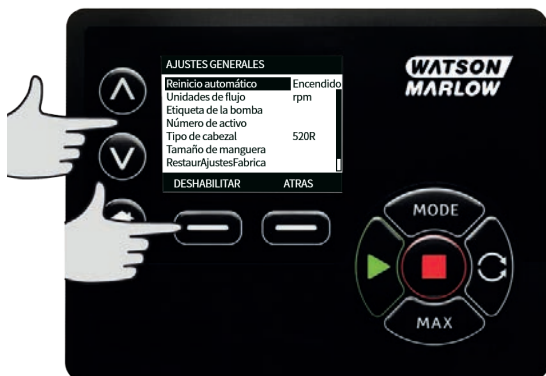 AJUSTES GENERALES
Reinicio automático Encendido
Unidades de flujo rpm
Etiqueta de la bomba
Número de activo
Tipo de cabezal 520R
Tamaño de manguera
RestaurAjustesFabrica
DESHABILITAR ATRAS
WATSON
MARLOW
MODE
MAX